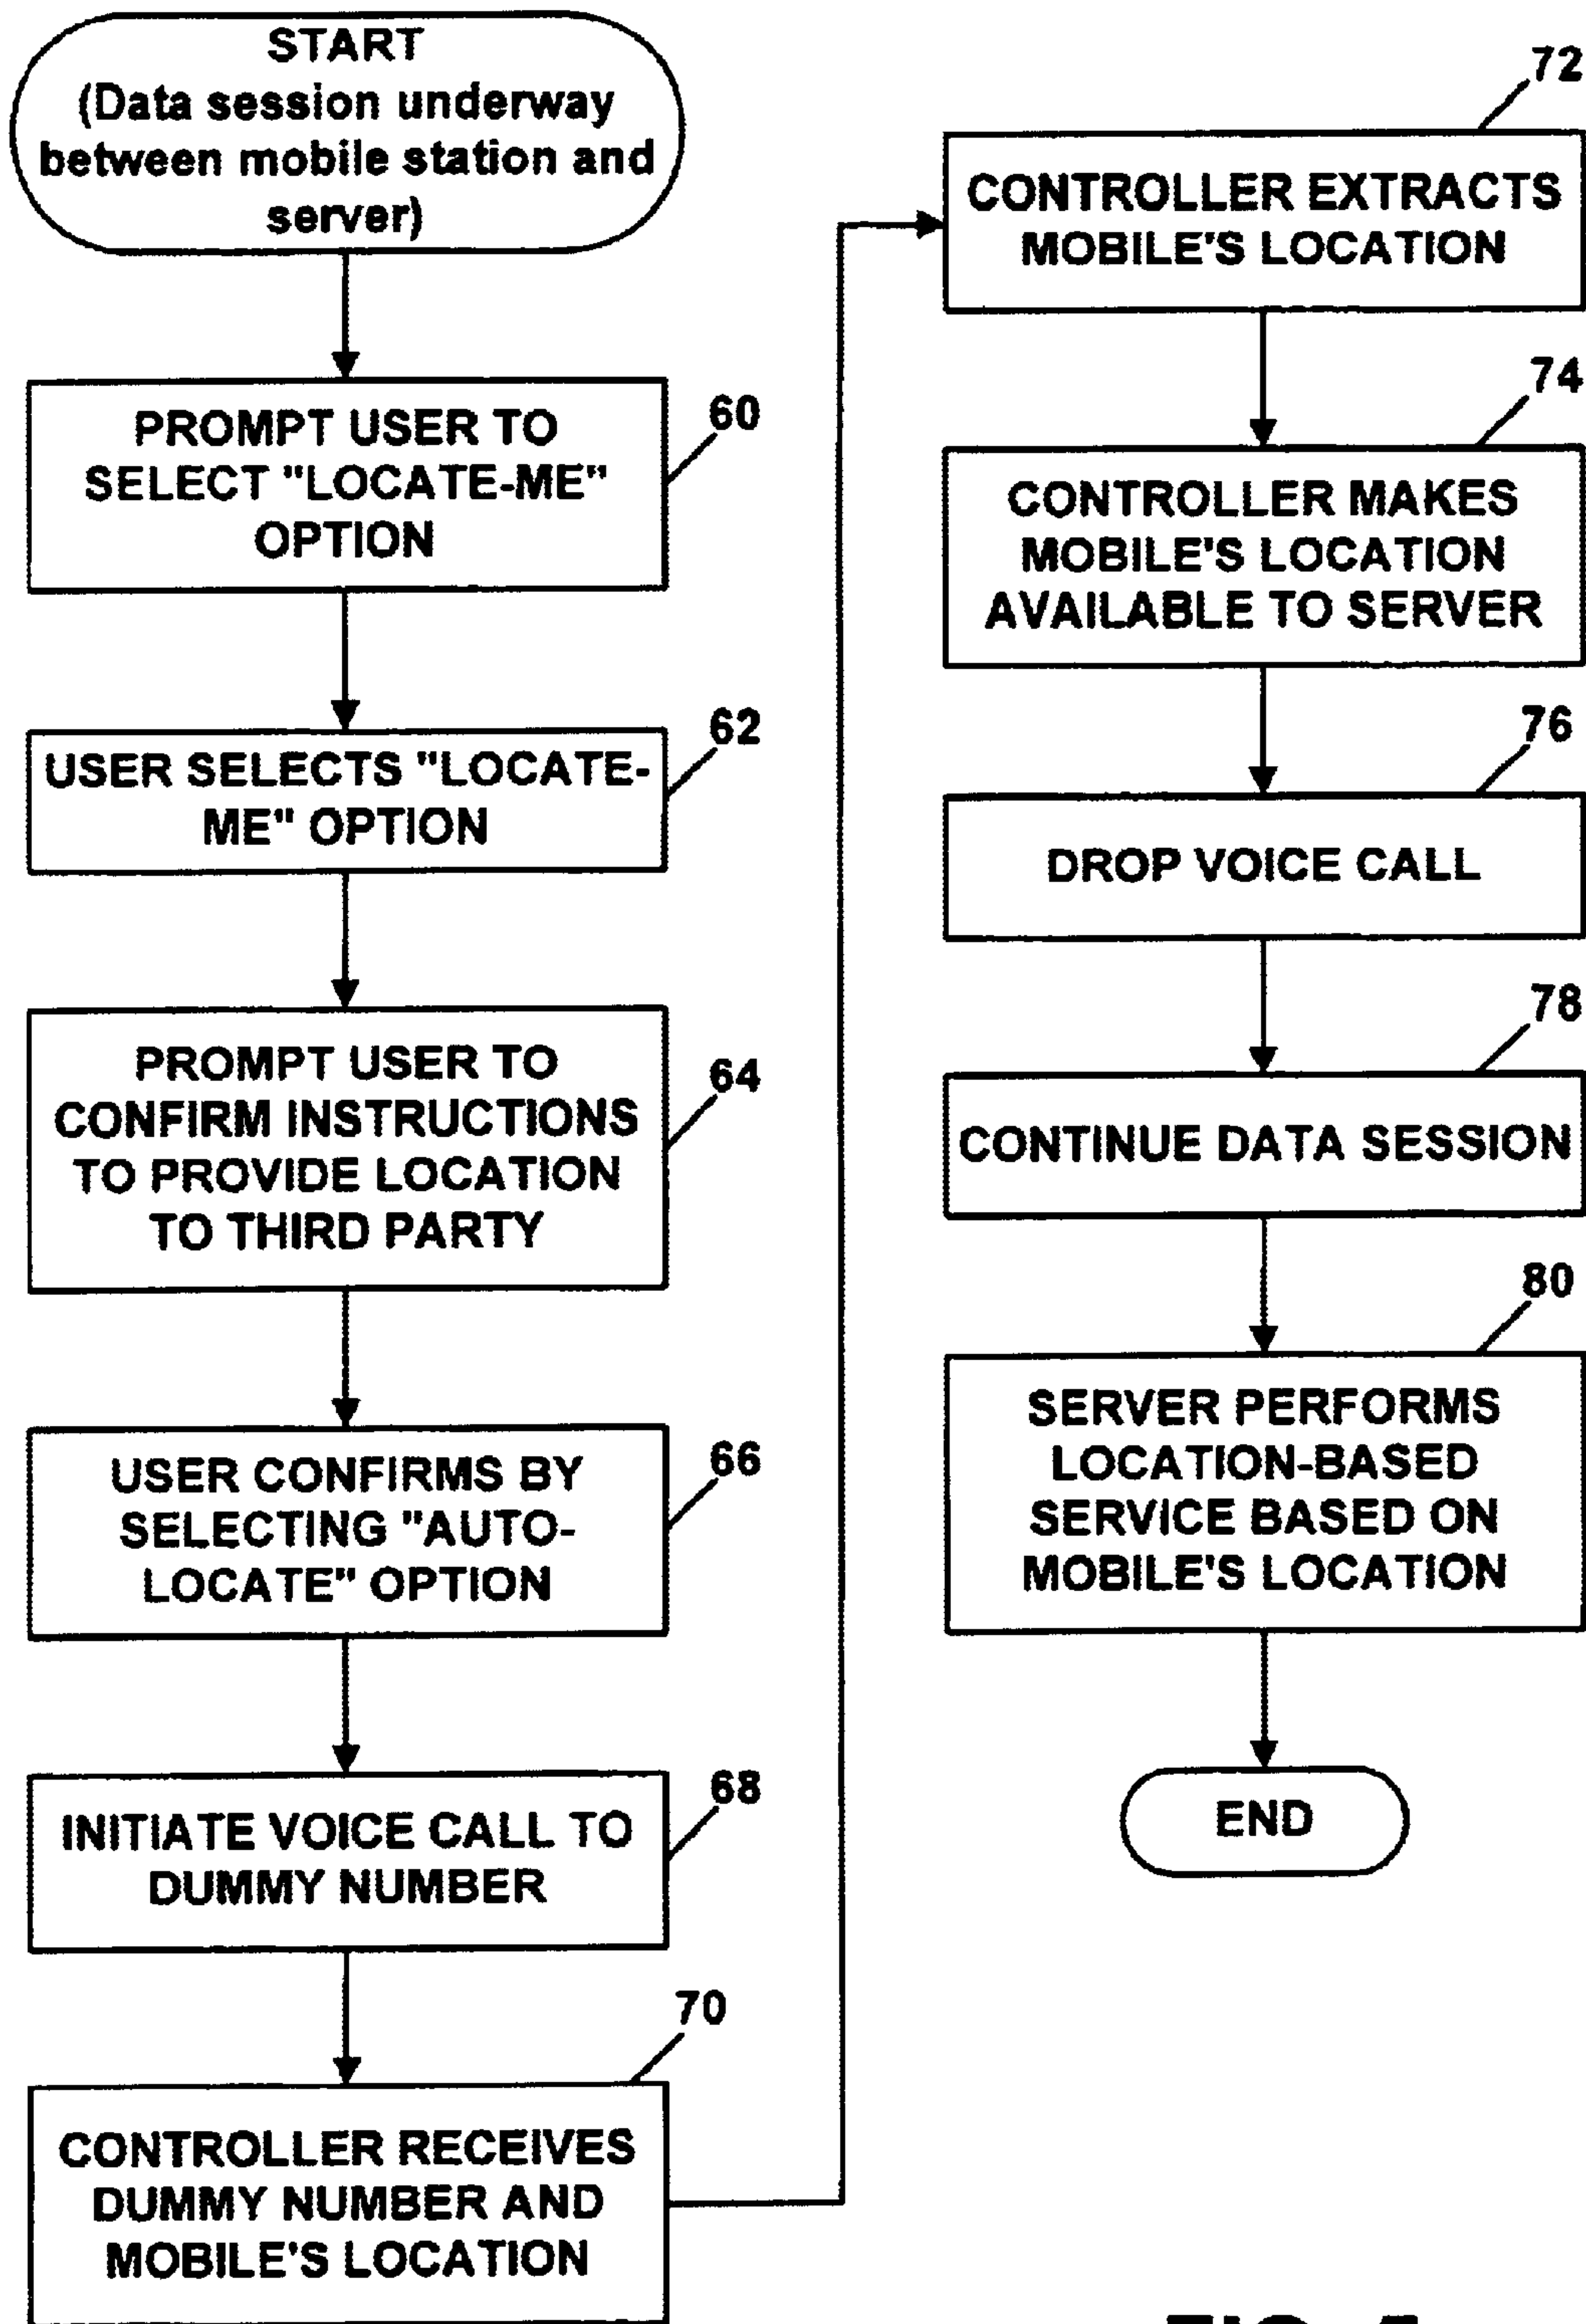 START
(Data session underway
between mobile station and
server)
PROMPT USER TO
SELECT "LOCATE-ME"
OPTION
60
USER SELECTS "LOCATE-
ME" OPTION
62
PROMPT USER TO
CONFIRM INSTRUCTIONS
TO PROVIDE LOCATION
TO THIRD PARTY
64
USER CONFIRMS BY
SELECTING "AUTO-
LOCATE" OPTION
66
INITIATE VOICE CALL TO
DUMMY NUMBER
68
70
CONTROLLER RECEIVES
DUMMY NUMBER AND
MOBILE'S LOCATION
72
CONTROLLER EXTRACTS
MOBILE'S LOCATION
74
CONTROLLER MAKES
MOBILE'S LOCATION
AVAILABLE TO SERVER
76
DROP VOICE CALL
78
CONTINUE DATA SESSION
80
SERVER PERFORMS
LOCATION-BASED
SERVICE BASED ON
MOBILE'S LOCATION
END